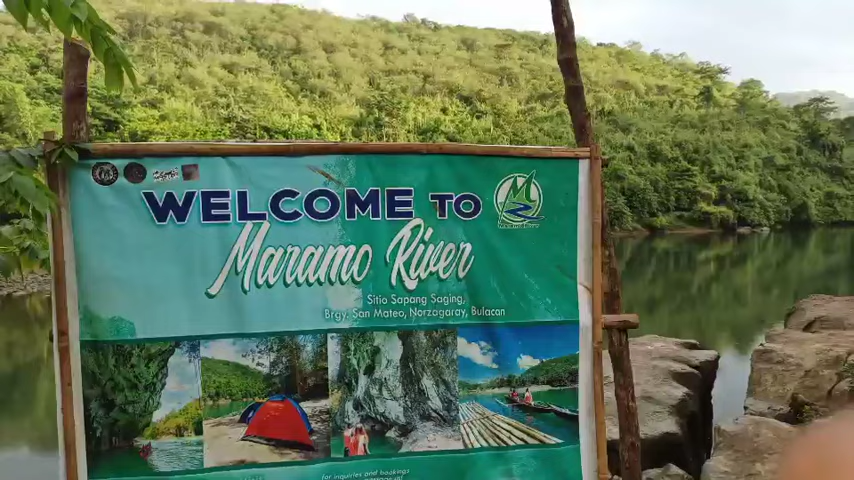 WELCOME TO
Maramo River
Sitio Sapang Saging,
Brgy. San Mateo, Norzagaray, Bulacan
for inquiries and bookings